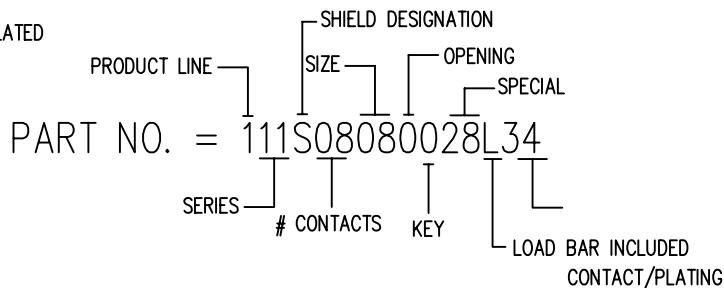 LATED
SHIELD DESIGNATION
PRODUCT LINE
SIZE
OPENING
SPECIAL
PART NO. = 111S08080028L34
SERIES
# CONTACTS
KEY
LOAD BAR INCLUDED
CONTACT/PLATING